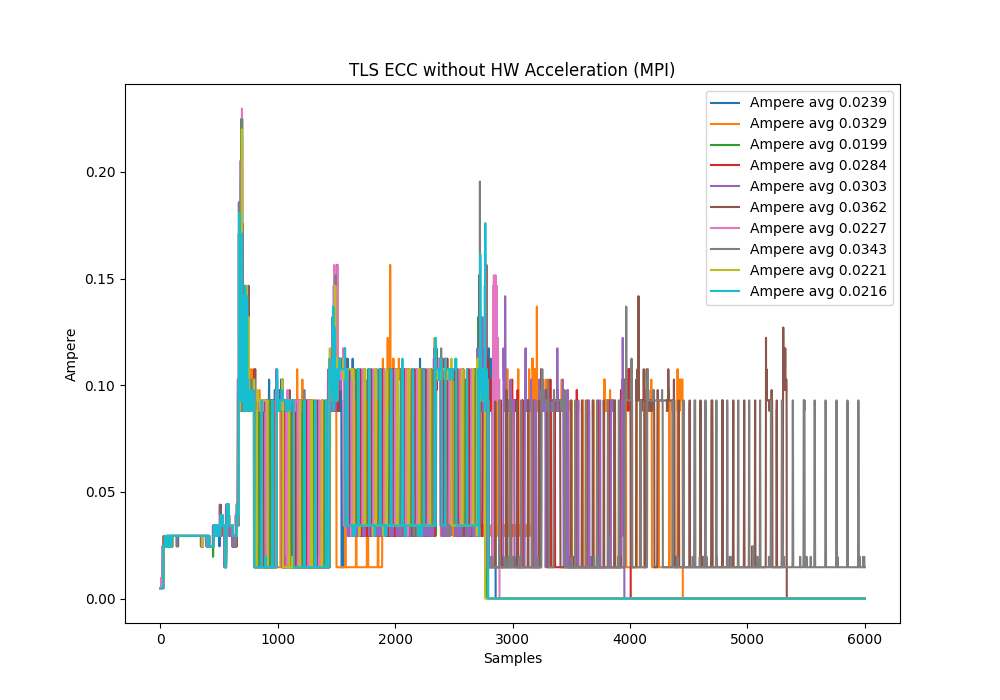 TLS ECC without HW Acceleration (MPI)
Ampere avg 0.0239
Ampere avg 0.0329
Ampere avg 0.0199
Ampere avg 0.0284
Ampere avg 0.0303
Ampere avg 0.0362
Ampere avg 0.0227
Ampere avg 0.0343
Ampere avg 0.0221
Ampere avg 0.0216
Ampere
0.20
0.15
0.10
0.05
0.00
0 1000 2000 3000 4000 5000 6000
Samples